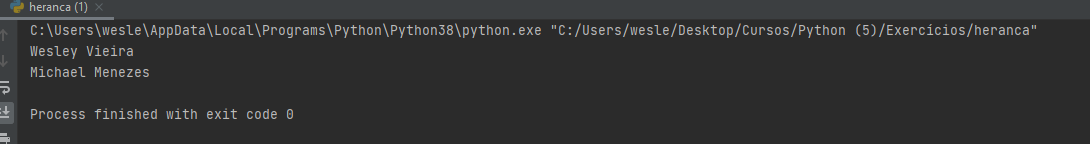 heranca (1)
C:\Users\wesle\AppData\Local\Programs\Python\Python38\python.exe "C:/Users/wesle/Desktop/Cursos/Python (5)/Exercícios/heranca"
Wesley Vieira
Michael Menezes
Process finished with exit code 0